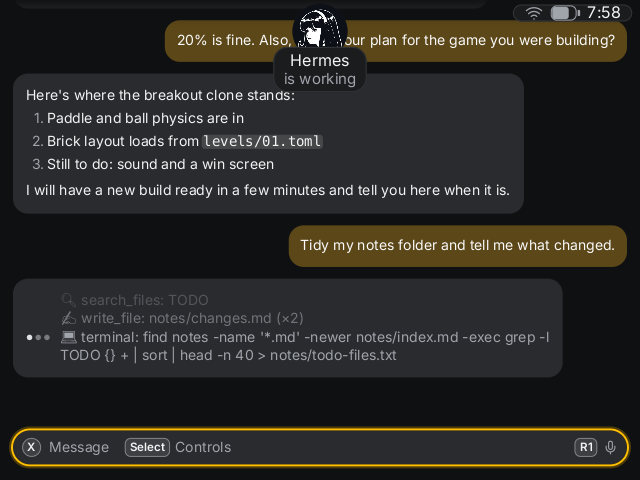 7:58
20% is fine. Also, our plan for the game you were building?
Hermes
is working
Here's where the breakout clone stands:
1. Paddle and ball physics are in
2. Brick layout loads from levels/01.toml
3. Still to do: sound and a win screen
I will have a new build ready in a few minutes and tell you here when it is.
Tidy my notes folder and tell me what changed.
search_files: TODO
write_file: notes/changes.md (×2)
terminal: find notes -name '*.md' -newer notes/index.md -exec grep -l
TODO {} + | sort | head -n 40 > notes/todo-files.txt
X Message Select Controls R1